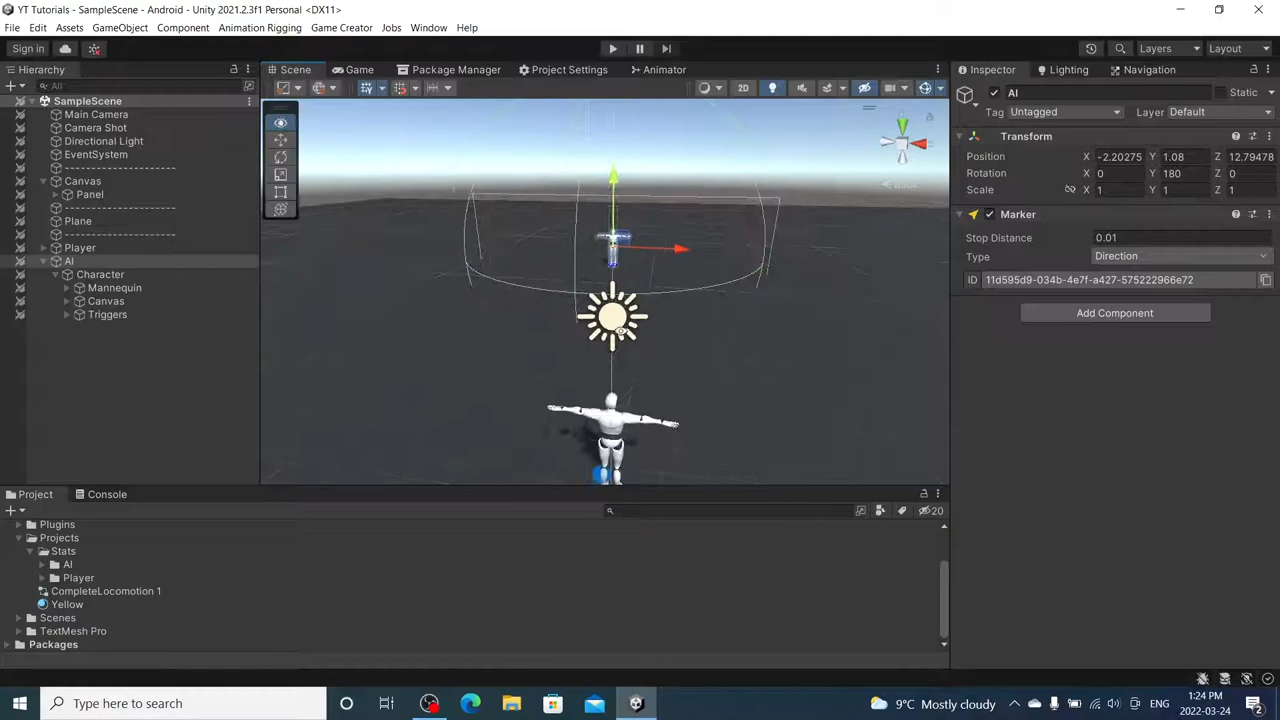 YT Tutorials - SampleScene - Android - Unity 2021.2.3f1 Personal <DX11>
File Edit Assets GameObject Component Animation Rigging Game Creator Jobs Window Help
Sign in Layers Layout
Hierarchy Scene Game Package Manager Project Settings Animator Inspector Lighting Navigation
All 2D AI Static
SampleScene Tag Untagged Layer Default
Main Camera
Camera Shot
Directional Light Transform
EventSystem Position X -2.20275 Y 1.08 Z 12.79478
----------------------- Rotation X 0 Y 180 Z 0
Canvas Scale X 1 Y 1 Z 1
Panel
----------------------- Marker
Plane
----------------------- Stop Distance 0.01
Player Type Direction
AI
Character ID 11d595d9-034b-4e7f-a427-575222966e72
Mannequin
Canvas
Triggers Add Component
Project Console
20
Plugins
Projects
Stats
AI
Player
CompleteLocomotion 1
Yellow
Scenes
TextMesh Pro
Packages
Type here to search 9°C Mostly cloudy ENG 1:24 PM
2022-03-24 2